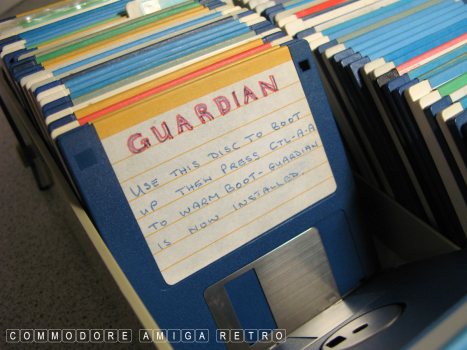 GUARDIAN
USE THIS DISC TO BOOT
UP THEN PRESS CTL-A-A
TO WARM BOOT- GUARDIAN
IS NOW INSTALLED.
COMMODORE AMIGA RETRO